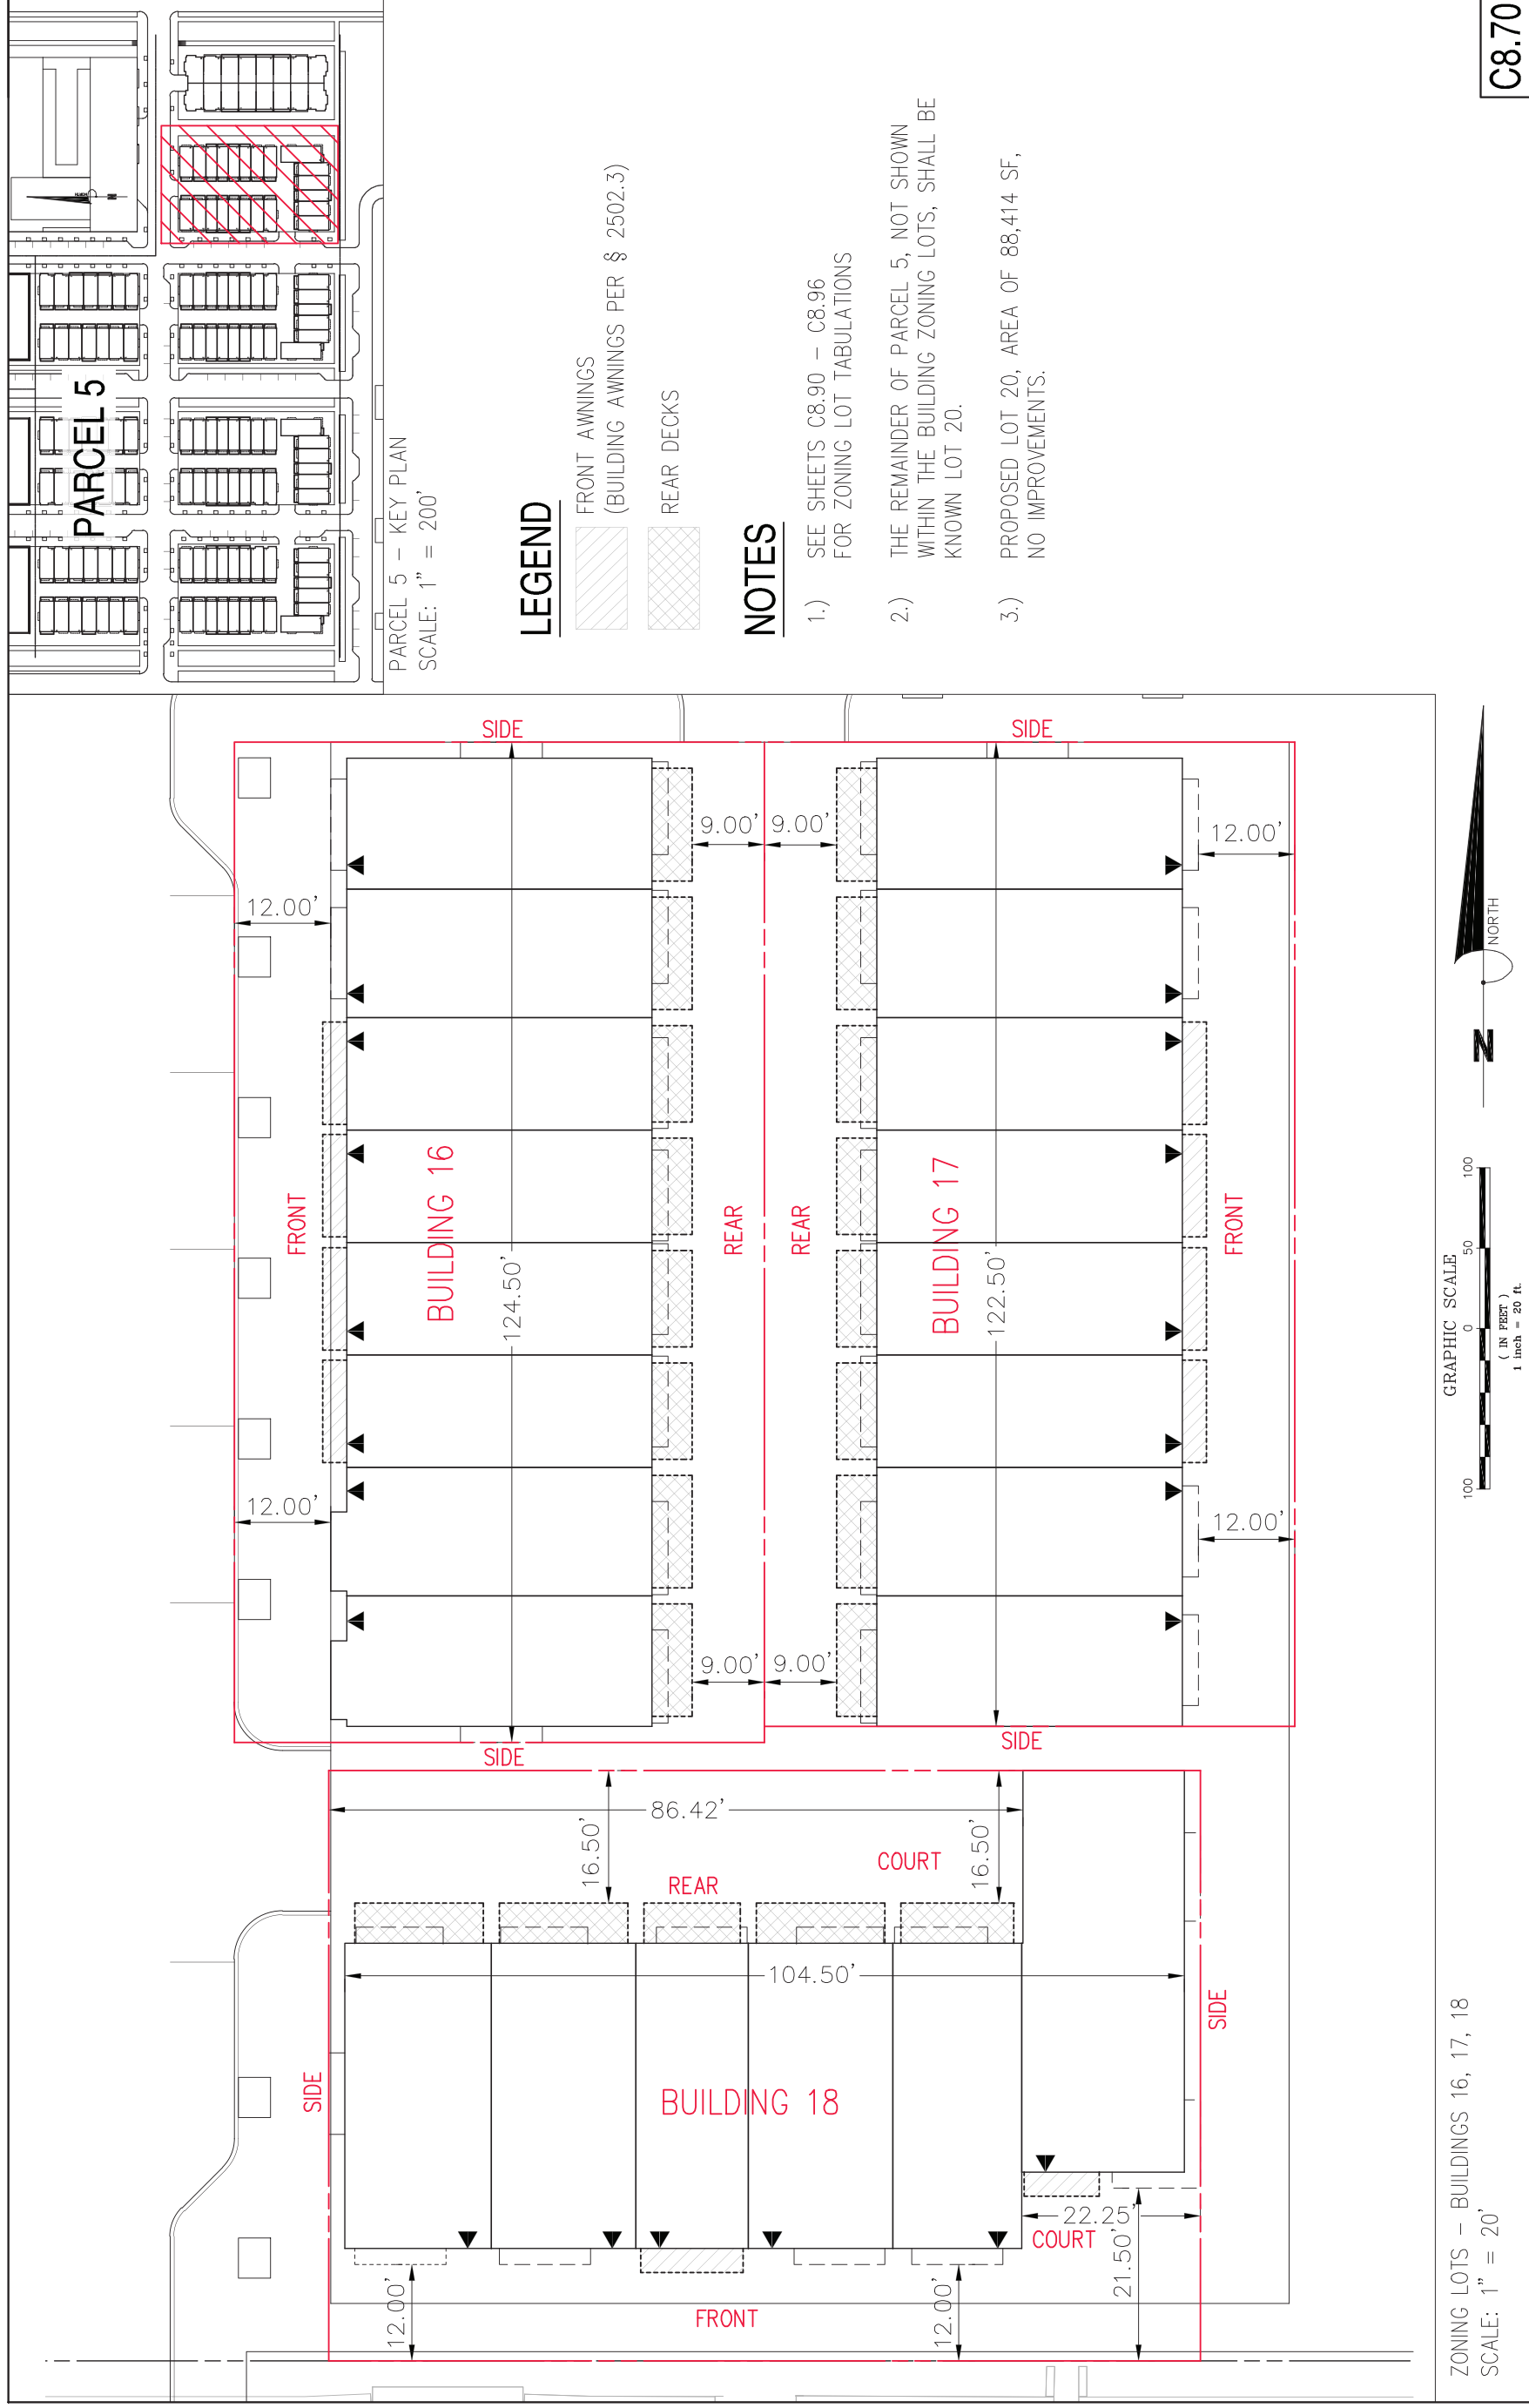 PARCEL 5
PARCEL 5 – KEY PLAN
SCALE: 1" = 200'
LEGEND
FRONT AWNINGS
(BUILDING AWNINGS PER § 2502.3)
REAR DECKS
NOTES
1.) SEE SHEETS C8.90 – C8.96
FOR ZONING LOT TABULATIONS
2.) THE REMAINDER OF PARCEL 5, NOT SHOWN
WITHIN THE BUILDING ZONING LOTS, SHALL BE
KNOWN LOT 20.
3.) PROPOSED LOT 20, AREA OF 88,414 SF,
NO IMPROVEMENTS.
C8.70
SIDE
SIDE
12.00'
9.00'
9.00'
12.00'
FRONT
BUILDING 16
124.50'
REAR
REAR
BUILDING 17
122.50'
FRONT
12.00'
9.00'
9.00'
12.00'
SIDE
SIDE
86.42'
16.50'
16.50'
REAR
COURT
104.50'
SIDE
SIDE
BUILDING 18
22.25'
COURT
21.50'
12.00'
12.00'
FRONT
NORTH
N
GRAPHIC SCALE
100 0 50 100
( IN FEET )
1 inch = 20 ft.
ZONING LOTS – BUILDINGS 16, 17, 18
SCALE: 1" = 20'